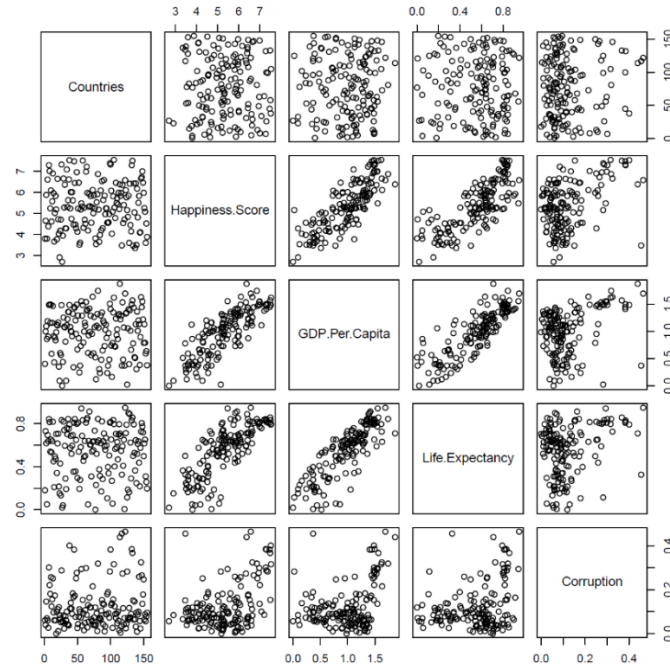 3 4 5 6 7
0.0 0.4 0.8
Countries
0 50 100 150
3 4 5 6 7
Happiness.Score
GDP.Per.Capita
0.0 0.5 1.0 1.5
0.0 0.4 0.8
Life.Expectancy
Corruption
0.0 0.2 0.4
0 50 100 150
0.0 0.5 1.0 1.5
0.0 0.2 0.4